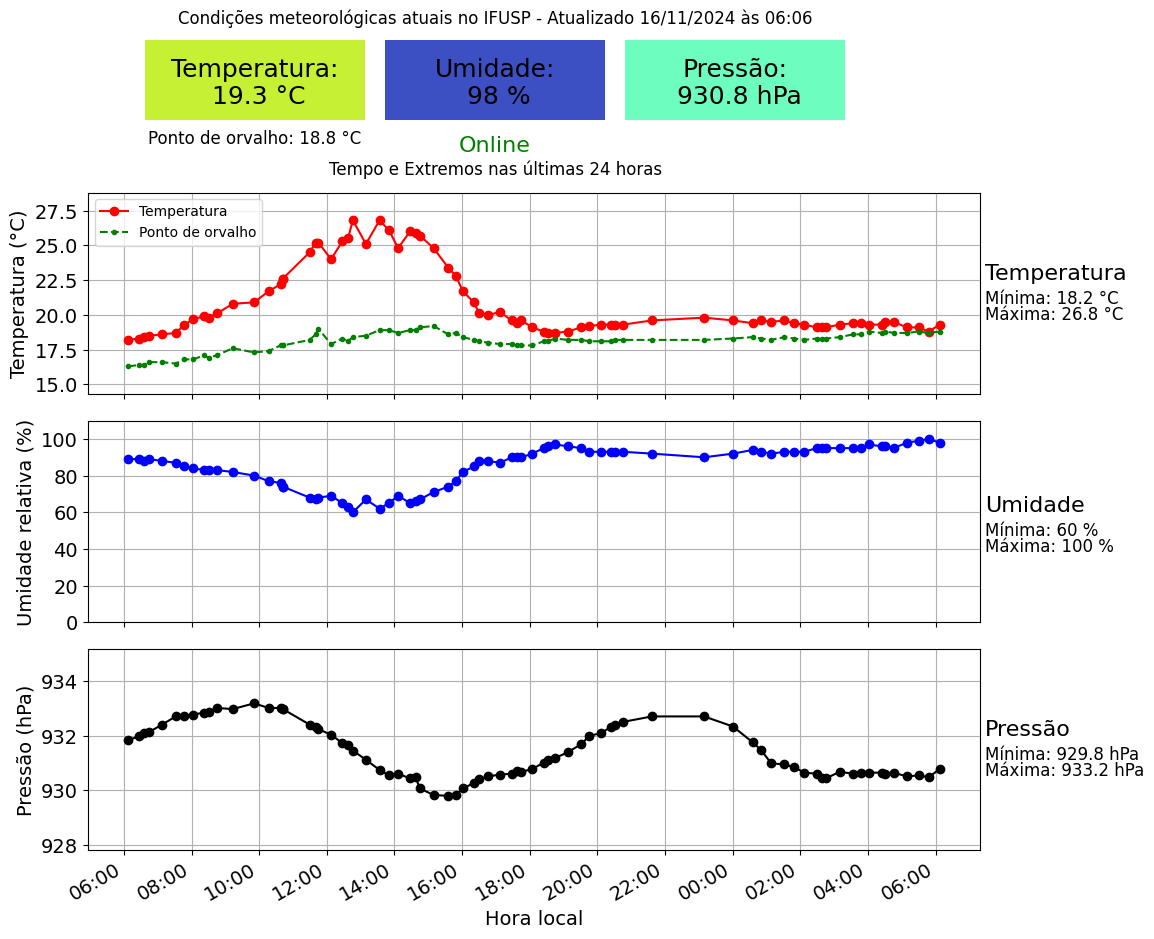 Condições meteorológicas atuais no IFUSP - Atualizado 16/11/2024 às 06:06
Temperatura:
19.3 °C
Umidade:
98 %
Pressão:
930.8 hPa
Ponto de orvalho: 18.8 °C
Online
Tempo e Extremos nas últimas 24 horas
Temperatura (°C)
27.5
25.0
22.5
20.0
17.5
15.0
Temperatura
Ponto de orvalho
Temperatura
Mínima: 18.2 °C
Máxima: 26.8 °C
Umidade relativa (%)
100
80
60
40
20
0
Umidade
Mínima: 60 %
Máxima: 100 %
Pressão (hPa)
934
932
930
928
Pressão
Mínima: 929.8 hPa
Máxima: 933.2 hPa
06:00 08:00 10:00 12:00 14:00 16:00 18:00 20:00 22:00 00:00 02:00 04:00 06:00
Hora local